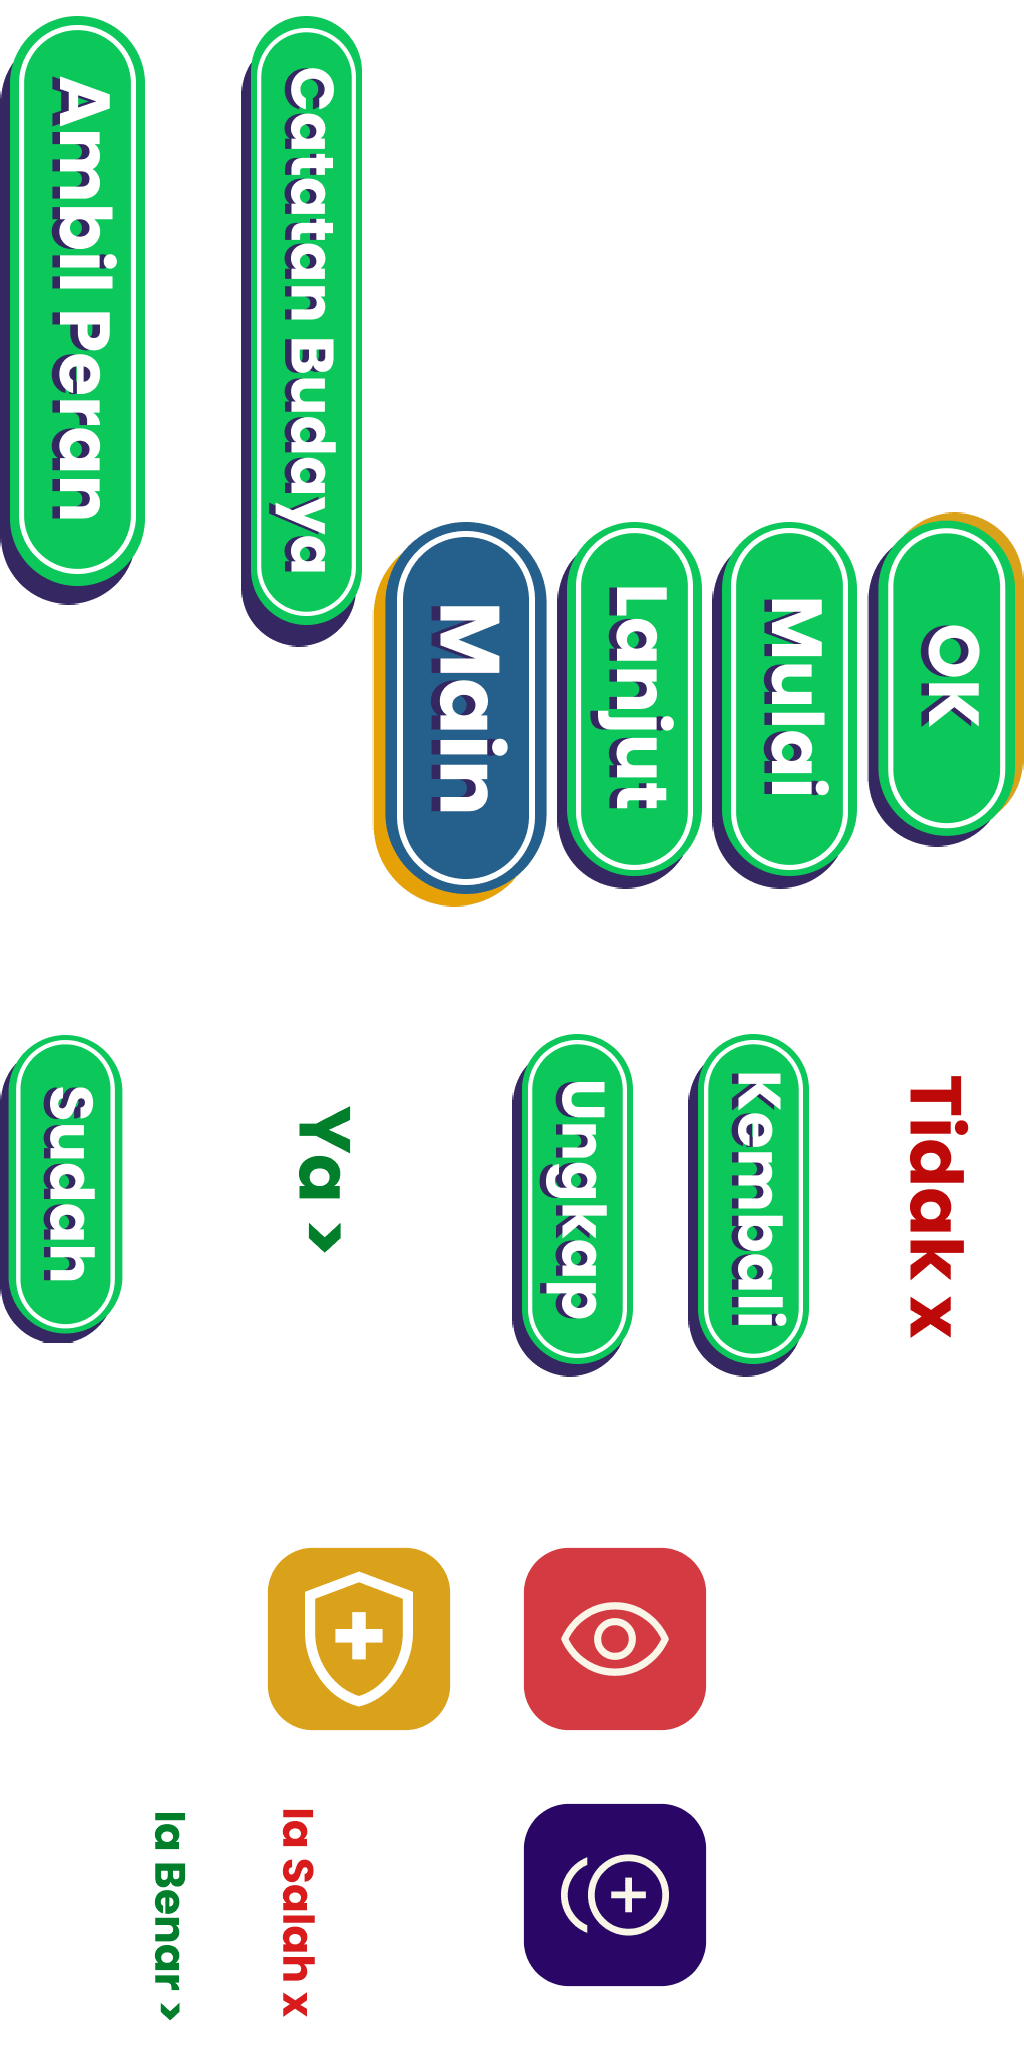 Ambil Peran
Catatan Budaya
Main
Lanjut
Mulai
OK
sudah
Ya ›
Ungkap
Kembali
Tidak x
Ia Benar ›
Ia Salah x